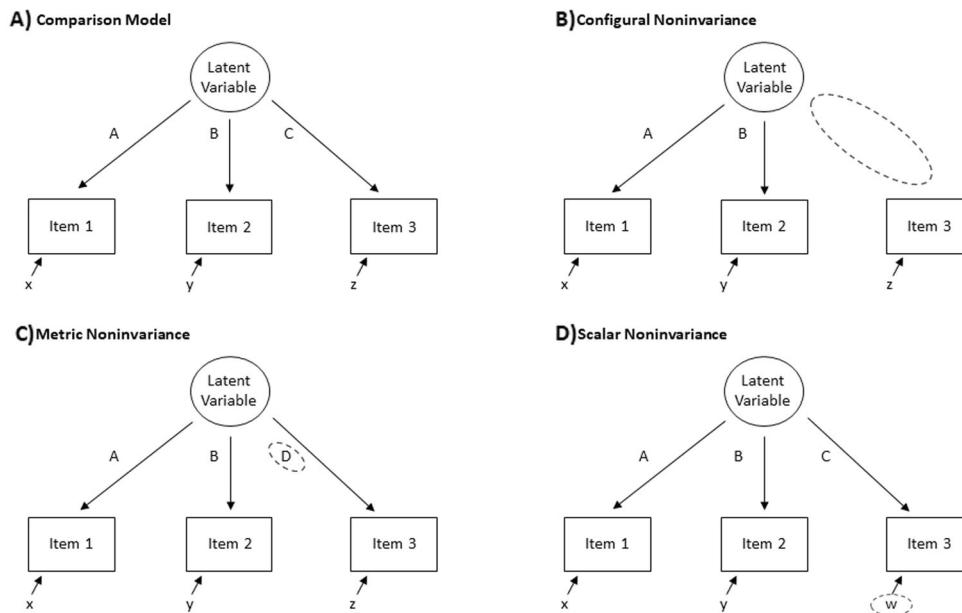 A) Comparison Model
Latent
Variable
A
B
C
Item 1
Item 2
Item 3
x
y
z
B) Configural Noninvariance
Latent
Variable
A
B
Item 1
Item 2
Item 3
x
y
z
C) Metric Noninvariance
Latent
Variable
A
B
D
Item 1
Item 2
Item 3
x
y
z
D) Scalar Noninvariance
Latent
Variable
A
B
C
Item 1
Item 2
Item 3
x
y
w